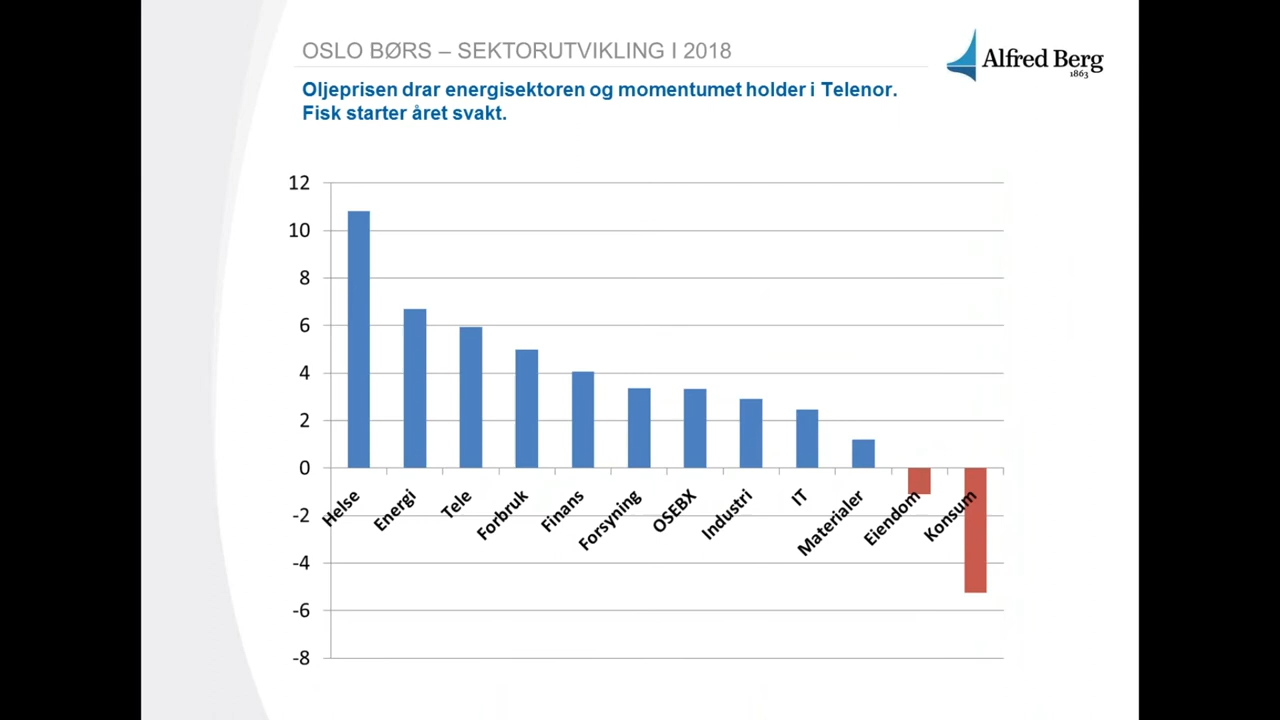 OSLO BØRS – SEKTORUTVIKLING I 2018
Alfred Berg
1863
Oljeprisen drar energisektoren og momentumet holder i Telenor.
Fisk starter året svakt.
12
10
8
6
4
2
0
-2
-4
-6
-8
Helse
Energi
Tele
Forbruk
Finans
Forsyning
OSEBX
Industri
IT
Materialer
Eiendom
Konsum